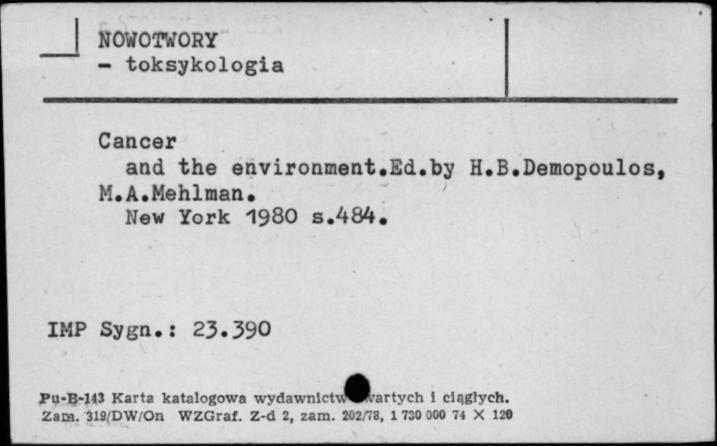 NOWOTWORY
- toksykologia
Cancer
and the environment.Ed.by H.B.Demopoulos,
M.A.Mehlman.
New York 1980 s.484.
IMP Sygn.: 23.390
Pu-B-143 Karta katalogowa wydawnictw wartych i ciągłych.
Zam. 319/DW/On WZGraf. Z-d 2, zam. 202/78, 1 730 000 74 X 120